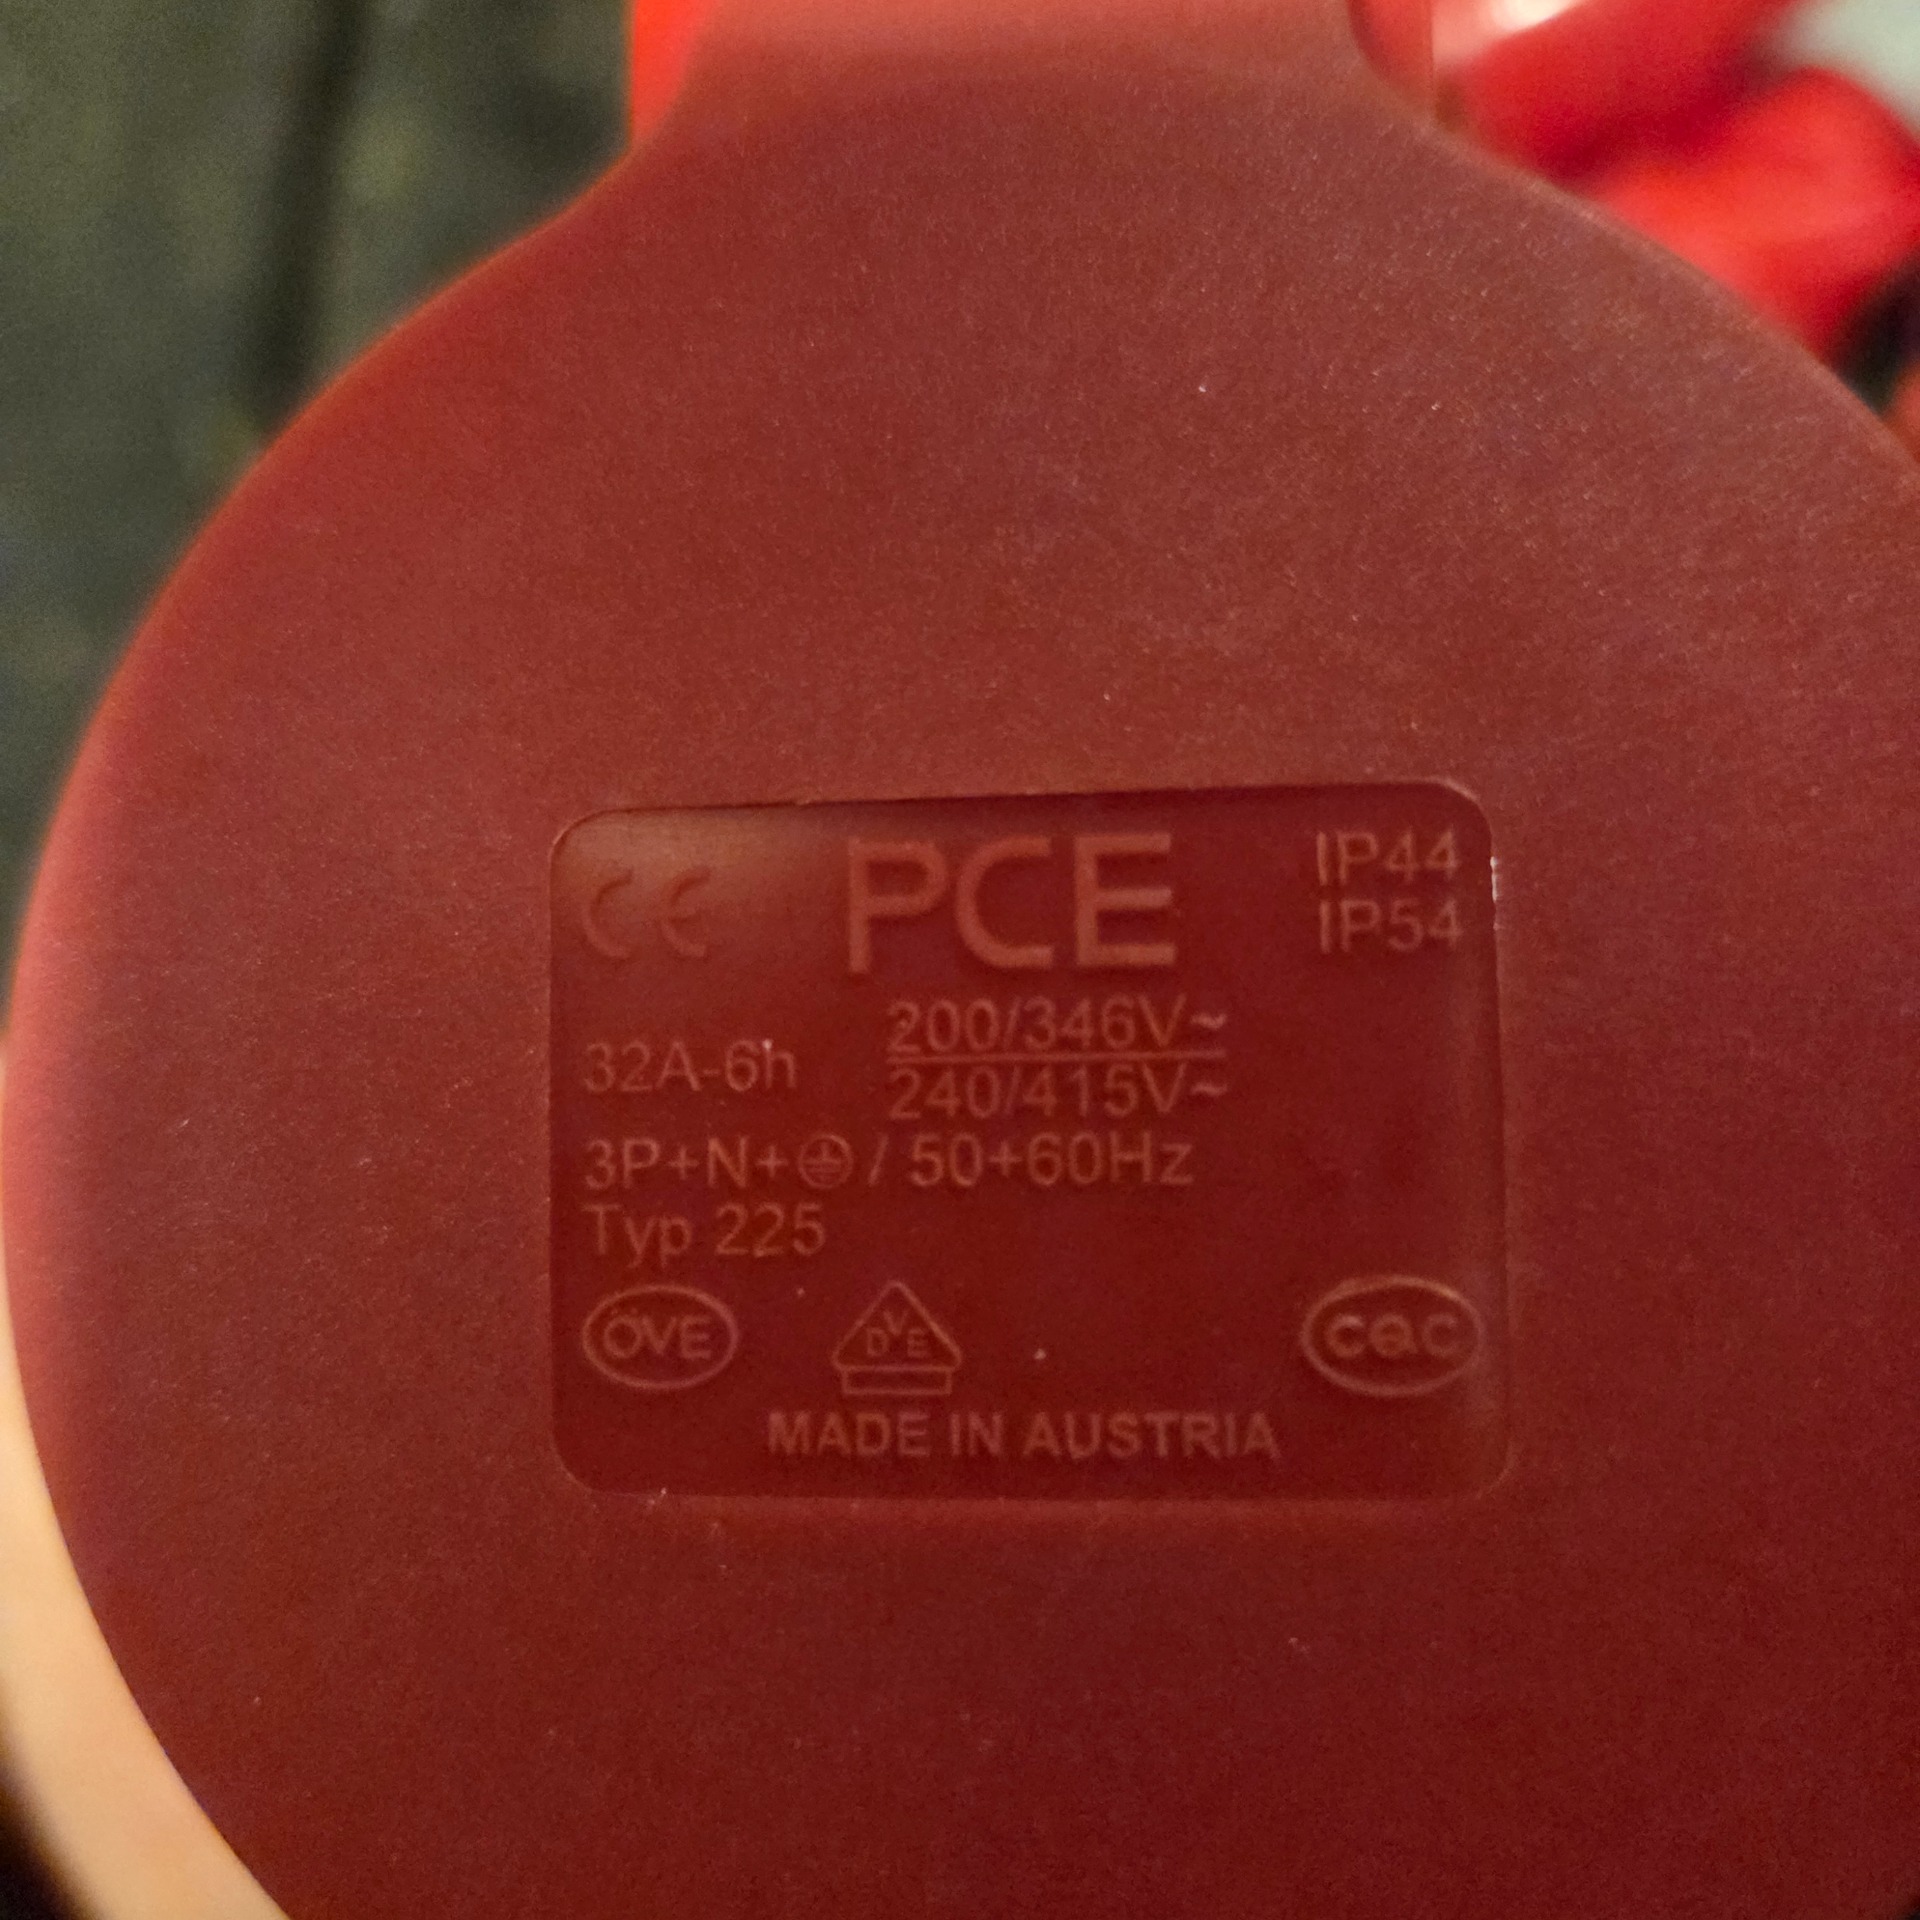 CE PCE IP44
IP54
32A-6h 200/346V~
240/415V~
3P+N+⏚ / 50+60Hz
Typ 225
ÖVE DVE CQC
MADE IN AUSTRIA